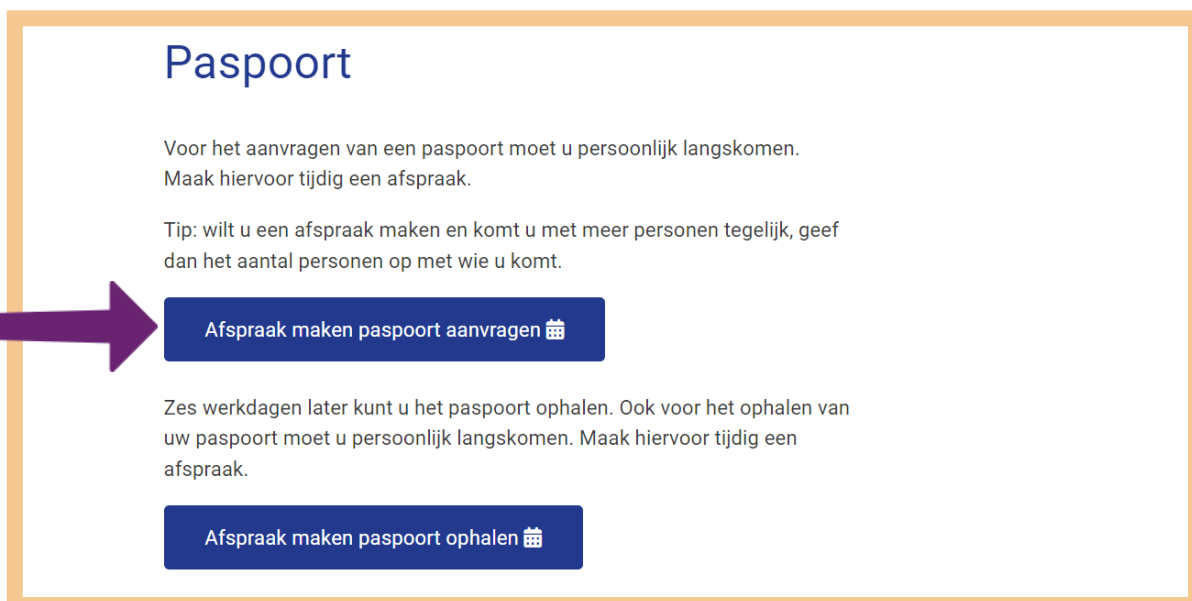 Paspoort
Voor het aanvragen van een paspoort moet u persoonlijk langskomen.
Maak hiervoor tijdig een afspraak.
Tip: wilt u een afspraak maken en komt u met meer personen tegelijk, geef
dan het aantal personen op met wie u komt.
Afspraak maken paspoort aanvragen
Zes werkdagen later kunt u het paspoort ophalen. Ook voor het ophalen van
uw paspoort moet u persoonlijk langskomen. Maak hiervoor tijdig een
afspraak.
Afspraak maken paspoort ophalen